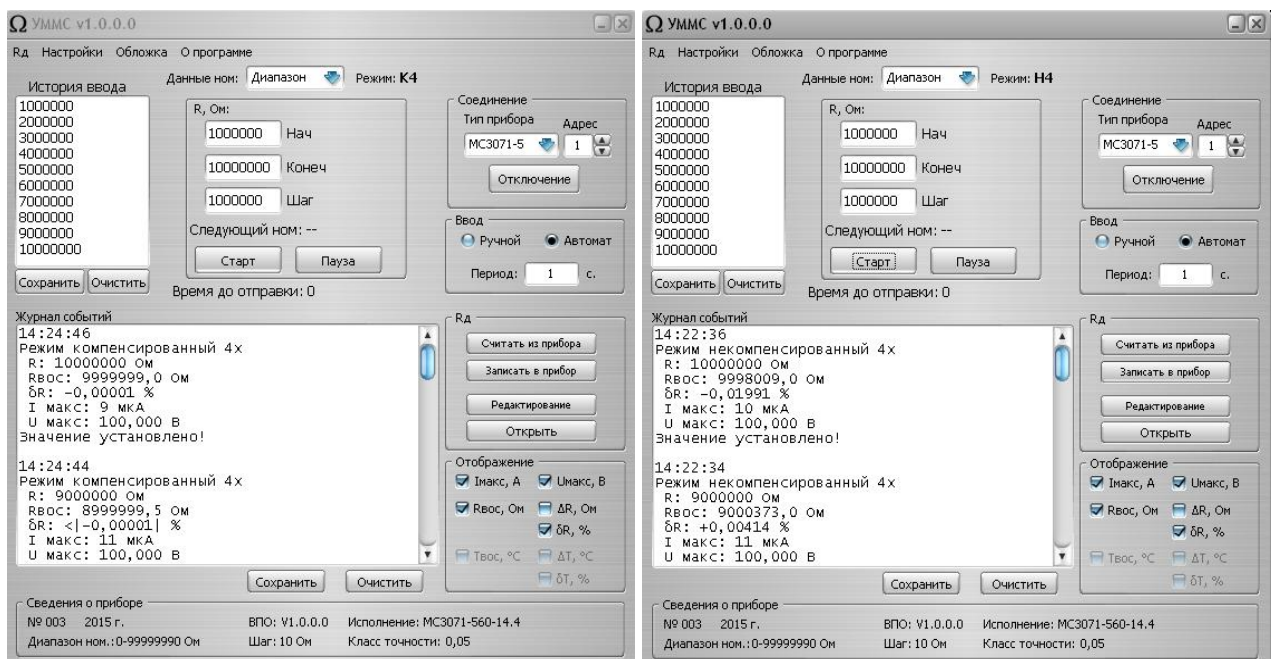 Ω УММС v1.0.0.0
Rд Настройки Обложка О программе
Данные ном: Диапазон Режим: К4
История ввода
1000000
2000000
3000000
4000000
5000000
6000000
7000000
8000000
9000000
10000000
Сохранить Очистить
R, Ом:
1000000 Нач
10000000 Конеч
1000000 Шаг
Следующий ном: --
Старт Пауза
Время до отправки: 0
Соединение
Тип прибора Адрес
МС3071-5 1
Отключение
Ввод
Ручной Автомат
Период: 1 с.
Журнал событий
14:24:46
Режим компенсированный 4х
R: 10000000 Ом
Rвос: 9999999,0 Ом
δR: -0,00001 %
I макс: 9 мкА
U макс: 100,000 В
Значение установлено!
14:24:44
Режим компенсированный 4х
R: 9000000 Ом
Rвос: 8999999,5 Ом
δR: <|-0,00001| %
I макс: 11 мкА
U макс: 100,000 В
Сохранить Очистить
Rд
Считать из прибора
Записать в прибор
Редактирование
Открыть
Отображение
Iмакс, А Uмакс, В
Rвос, Ом ΔR, Ом
δR, %
Tвос, °C ΔT, °C
δT, %
Сведения о приборе
№ 003 2015 г. ВПО: V1.0.0.0 Исполнение: МС3071-560-14.4
Диапазон ном.:0-99999990 Ом Шаг: 10 Ом Класс точности: 0,05
Ω УММС v1.0.0.0
Rд Настройки Обложка О программе
Данные ном: Диапазон Режим: Н4
История ввода
1000000
2000000
3000000
4000000
5000000
6000000
7000000
8000000
9000000
10000000
Сохранить Очистить
R, Ом:
1000000 Нач
10000000 Конеч
1000000 Шаг
Следующий ном: --
Старт Пауза
Время до отправки: 0
Соединение
Тип прибора Адрес
МС3071-5 1
Отключение
Ввод
Ручной Автомат
Период: 1 с.
Журнал событий
14:22:36
Режим некомпенсированный 4х
R: 10000000 Ом
Rвос: 9998009,0 Ом
δR: -0,01991 %
I макс: 10 мкА
U макс: 100,000 В
Значение установлено!
14:22:34
Режим некомпенсированный 4х
R: 9000000 Ом
Rвос: 9000373,0 Ом
δR: +0,00414 %
I макс: 11 мкА
U макс: 100,000 В
Сохранить Очистить
Rд
Считать из прибора
Записать в прибор
Редактирование
Открыть
Отображение
Iмакс, А Uмакс, В
Rвос, Ом ΔR, Ом
δR, %
Tвос, °C ΔT, °C
δT, %
Сведения о приборе
№ 003 2015 г. ВПО: V1.0.0.0 Исполнение: МС3071-560-14.4
Диапазон ном.:0-99999990 Ом Шаг: 10 Ом Класс точности: 0,05